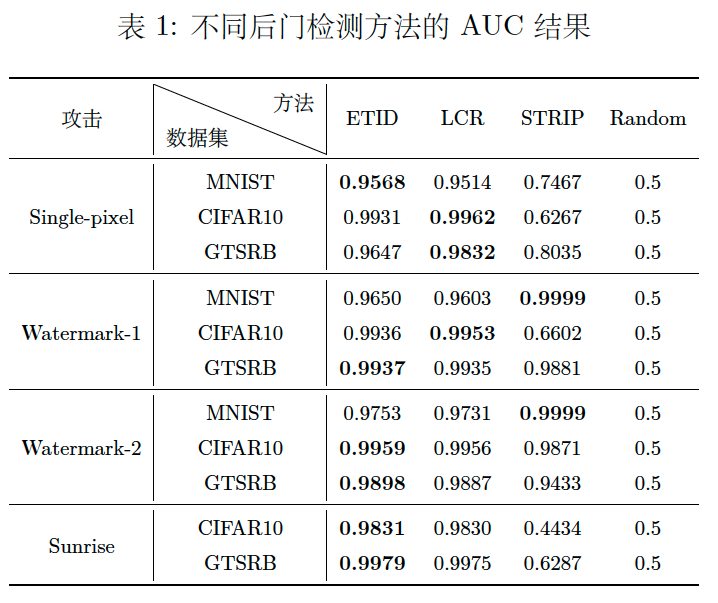 表 1: 不同后门检测方法的 AUC 结果
攻击 方法 数据集 ETID LCR STRIP Random
Single-pixel MNIST 0.9568 0.9514 0.7467 0.5
CIFAR10 0.9931 0.9962 0.6267 0.5
GTSRB 0.9647 0.9832 0.8035 0.5
Watermark-1 MNIST 0.9650 0.9603 0.9999 0.5
CIFAR10 0.9936 0.9953 0.6602 0.5
GTSRB 0.9937 0.9935 0.9881 0.5
Watermark-2 MNIST 0.9753 0.9731 0.9999 0.5
CIFAR10 0.9959 0.9956 0.9871 0.5
GTSRB 0.9898 0.9887 0.9433 0.5
Sunrise CIFAR10 0.9831 0.9830 0.4434 0.5
GTSRB 0.9979 0.9975 0.6287 0.5